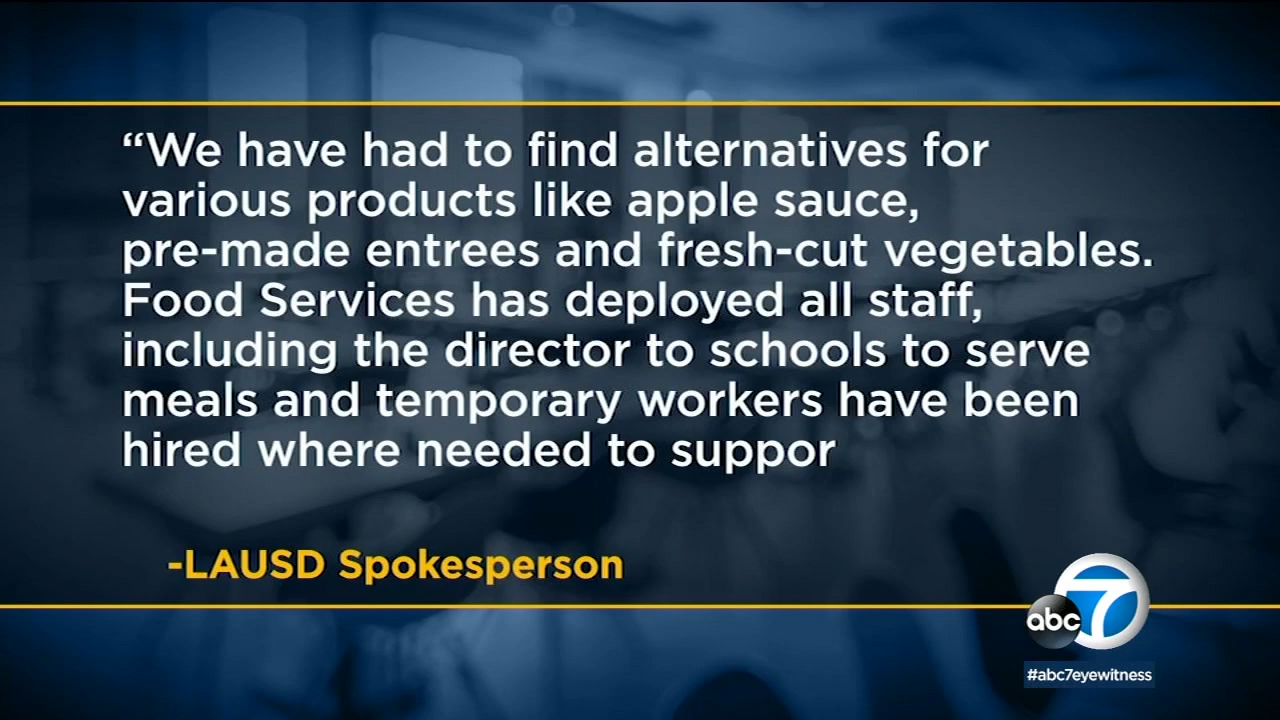 “We have had to find alternatives for
various products like apple sauce,
pre-made entrees and fresh-cut vegetables.
Food Services has deployed all staff,
including the director to schools to serve
meals and temporary workers have been
hired where needed to suppor
-LAUSD Spokesperson
abc 7
#abc7eyewitness